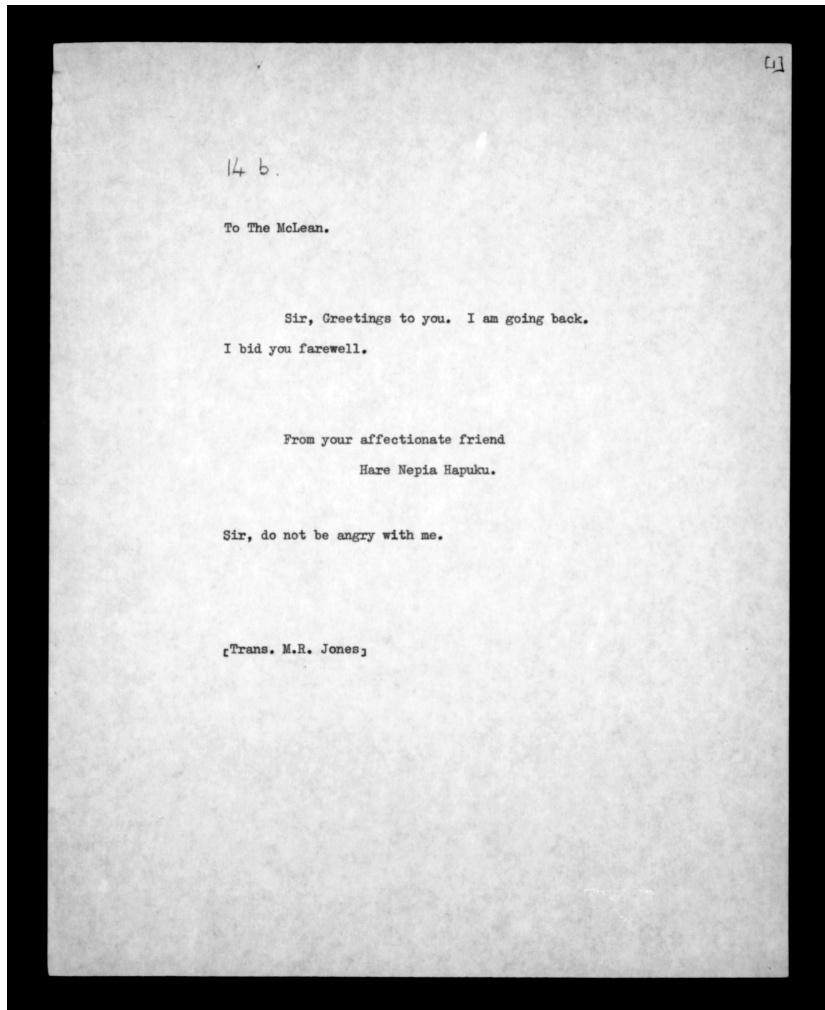 [1]
14 b.
To The McLean.
Sir, Greetings to you. I am going back.
I bid you farewell.
From your affectionate friend
Hare Nepia Hapuku.
Sir, do not be angry with me.
[Trans. M.R. Jones]